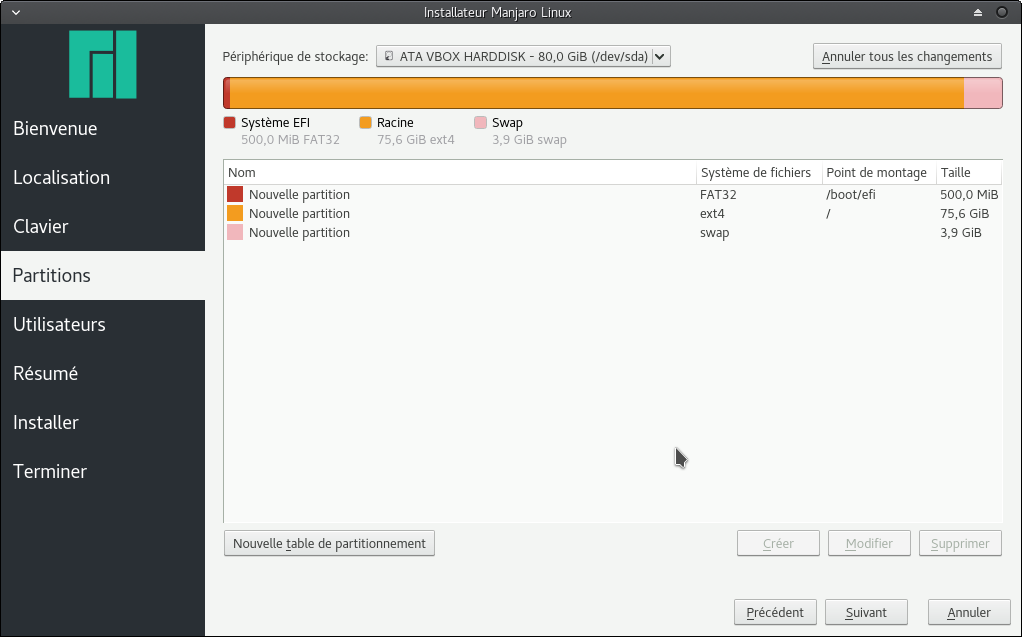 Installateur Manjaro Linux
Bienvenue
Localisation
Clavier
Partitions
Utilisateurs
Résumé
Installer
Terminer
Périphérique de stockage: ATA VBOX HARDDISK - 80,0 GiB (/dev/sda) Annuler tous les changements
Système EFI Racine Swap
500,0 MiB FAT32 75,6 GiB ext4 3,9 GiB swap
Nom Système de fichiers Point de montage Taille
Nouvelle partition FAT32 /boot/efi 500,0 MiB
Nouvelle partition ext4 / 75,6 GiB
Nouvelle partition swap 3,9 GiB
Nouvelle table de partitionnement Créer Modifier Supprimer
Précédent Suivant Annuler